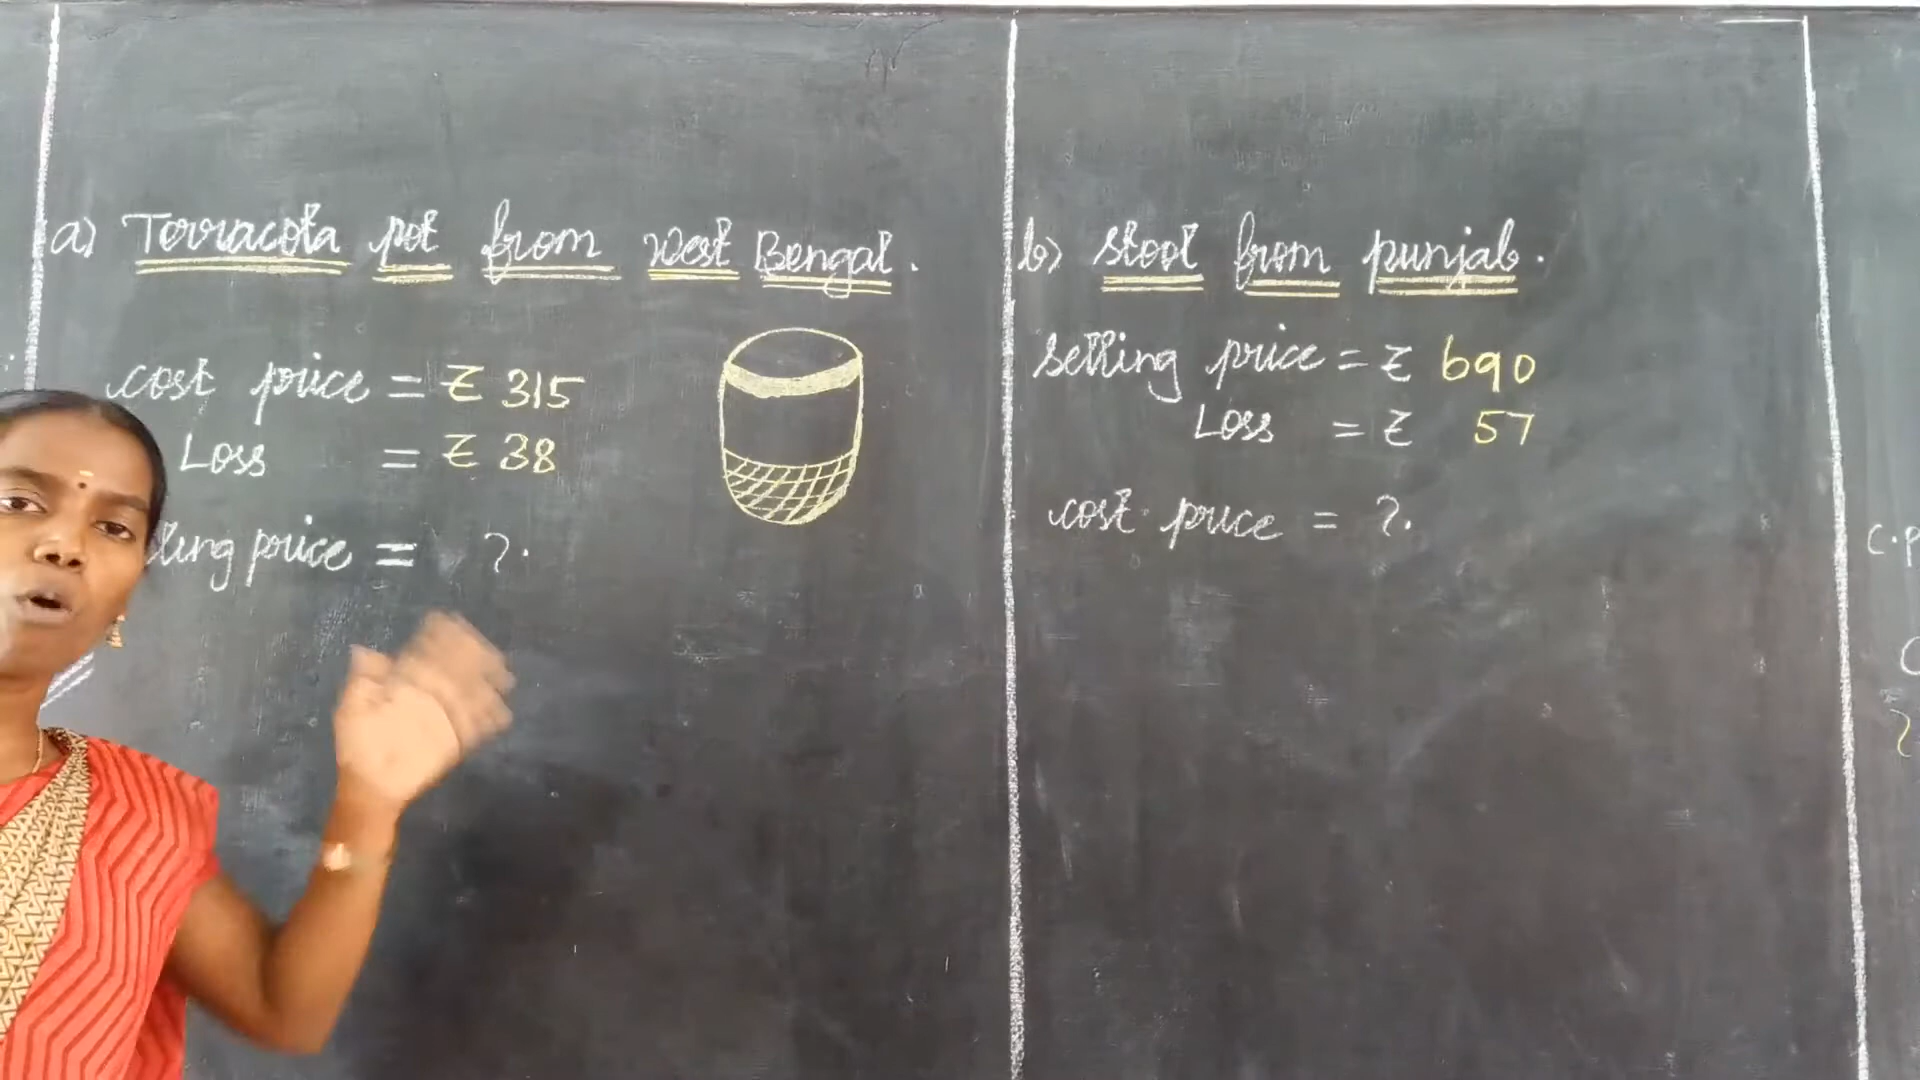 a) Terracota pot from West Bengal.
cost price = ₹ 315
Loss = ₹ 38
lling price = ?.
b) stool from punjab.
selling price = ₹ 690
Loss = ₹ 57
cost price = ?.
c.p